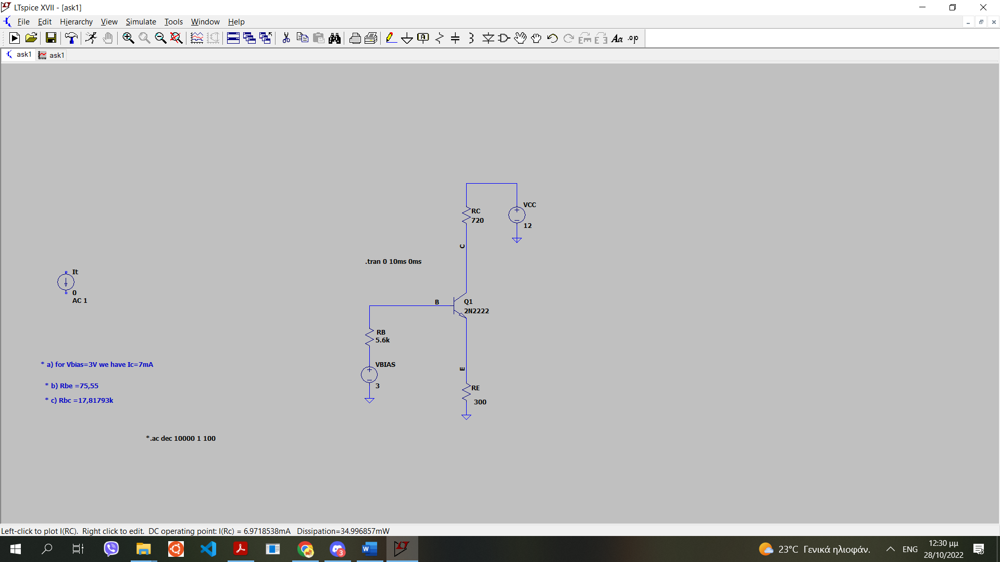 LTspice XVII - [ask1]
File Edit Hierarchy View Simulate Tools Window Help
.op
ask1 ask1
VCC
12
RC
720
C
.tran 0 10ms 0ms
It
0
AC 1
B
Q1
2N2222
RB
5.6k
VBIAS
3
E
RE
300
* a) for Vbias=3V we have Ic=7mA
* b) Rbe =75,55
* c) Rbc =17,81793k
*.ac dec 10000 1 100
Left-click to plot I(RC). Right click to edit. DC operating point: I(Rc) = 6.9718538mA Dissipation=34.996857mW
3
23°C Γενικά ηλιοφάν.
ENG
12:30 μμ
28/10/2022